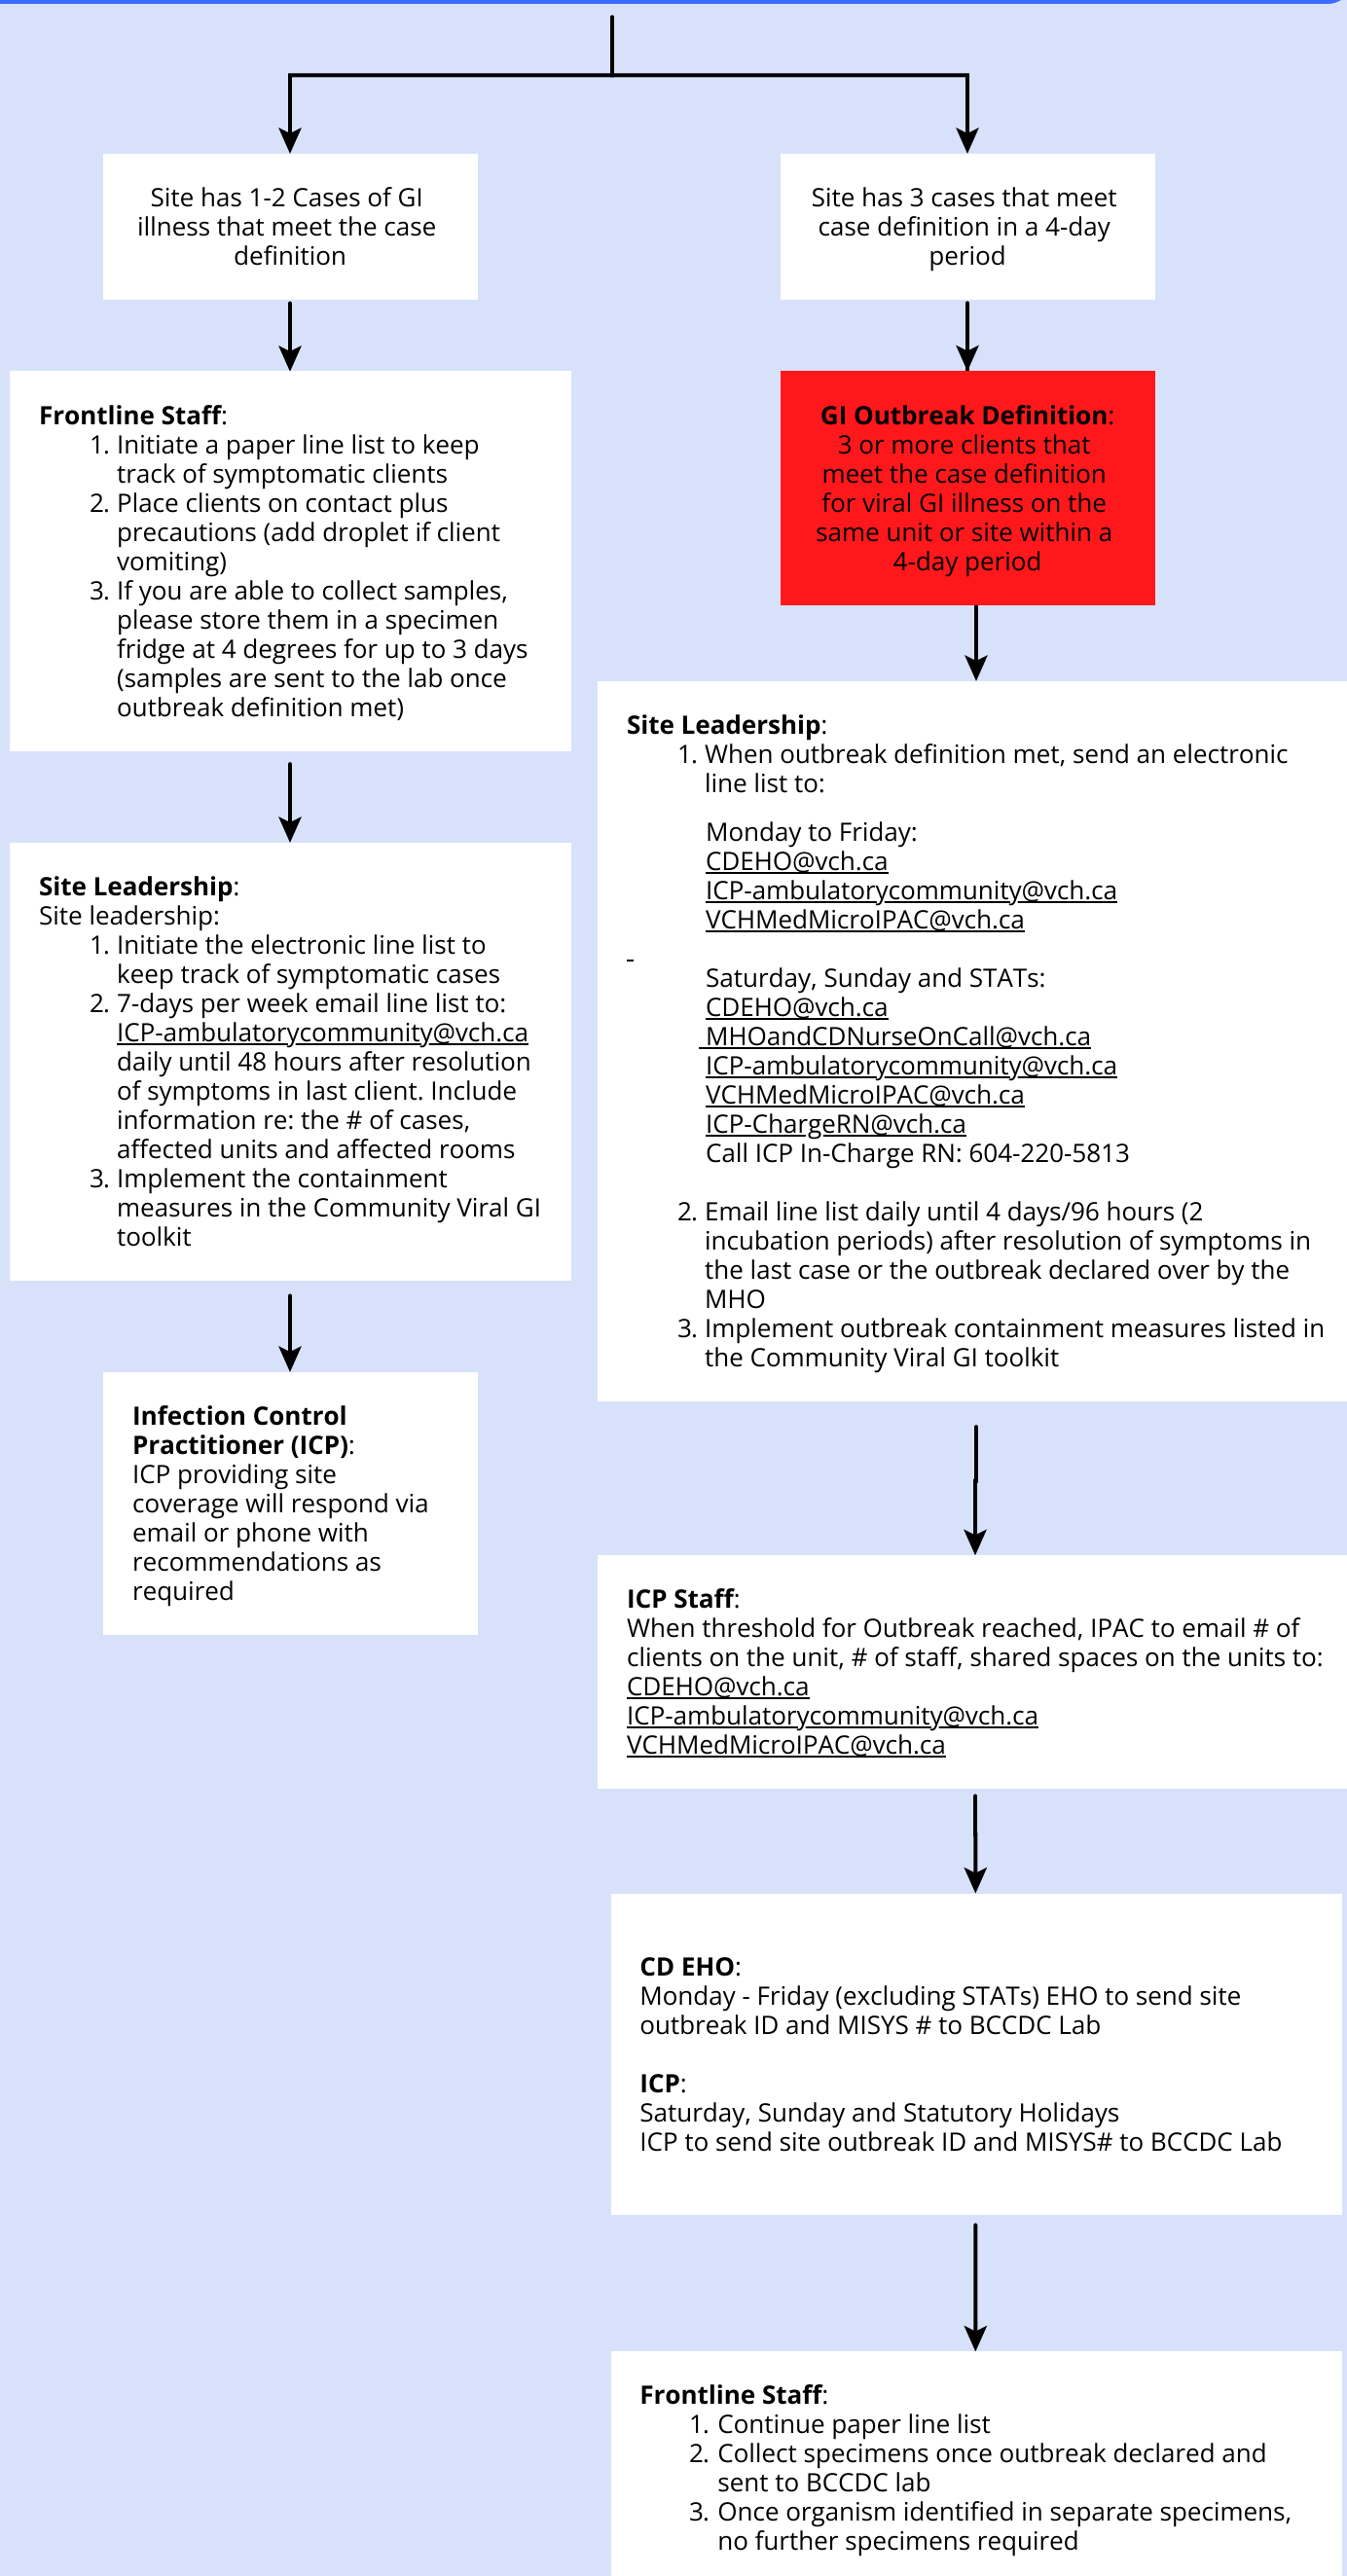 Site has 1-2 Cases of GI
illness that meet the case
definition
Site has 3 cases that meet
case definition in a 4-day
period
Frontline Staff:
1. Initiate a paper line list to keep
track of symptomatic clients
2. Place clients on contact plus
precautions (add droplet if client
vomiting)
3. If you are able to collect samples,
please store them in a specimen
fridge at 4 degrees for up to 3 days
(samples are sent to the lab once
outbreak definition met)
GI Outbreak Definition:
3 or more clients that
meet the case definition
for viral GI illness on the
same unit or site within a
4-day period
Site Leadership:
Site leadership:
1. Initiate the electronic line list to
keep track of symptomatic cases
2. 7-days per week email line list to:
ICP-ambulatorycommunity@vch.ca
daily until 48 hours after resolution
of symptoms in last client. Include
information re: the # of cases,
affected units and affected rooms
3. Implement the containment
measures in the Community Viral GI
toolkit
Infection Control
Practitioner (ICP):
ICP providing site
coverage will respond via
email or phone with
recommendations as
required
Site Leadership:
1. When outbreak definition met, send an electronic
line list to:
Monday to Friday:
CDEHO@vch.ca
ICP-ambulatorycommunity@vch.ca
VCHMedMicroIPAC@vch.ca
Saturday, Sunday and STATs:
CDEHO@vch.ca
MHOandCDNurseOnCall@vch.ca
ICP-ambulatorycommunity@vch.ca
VCHMedMicroIPAC@vch.ca
ICP-ChargeRN@vch.ca
Call ICP In-Charge RN: 604-220-5813
2. Email line list daily until 4 days/96 hours (2
incubation periods) after resolution of symptoms in
the last case or the outbreak declared over by the
MHO
3. Implement outbreak containment measures listed in
the Community Viral GI toolkit
ICP Staff:
When threshold for Outbreak reached, IPAC to email # of
clients on the unit, # of staff, shared spaces on the units to:
CDEHO@vch.ca
ICP-ambulatorycommunity@vch.ca
VCHMedMicroIPAC@vch.ca
CD EHO:
Monday - Friday (excluding STATs) EHO to send site
outbreak ID and MISYS # to BCCDC Lab
ICP:
Saturday, Sunday and Statutory Holidays
ICP to send site outbreak ID and MISYS# to BCCDC Lab
Frontline Staff:
1. Continue paper line list
2. Collect specimens once outbreak declared and
sent to BCCDC lab
3. Once organism identified in separate specimens,
no further specimens required